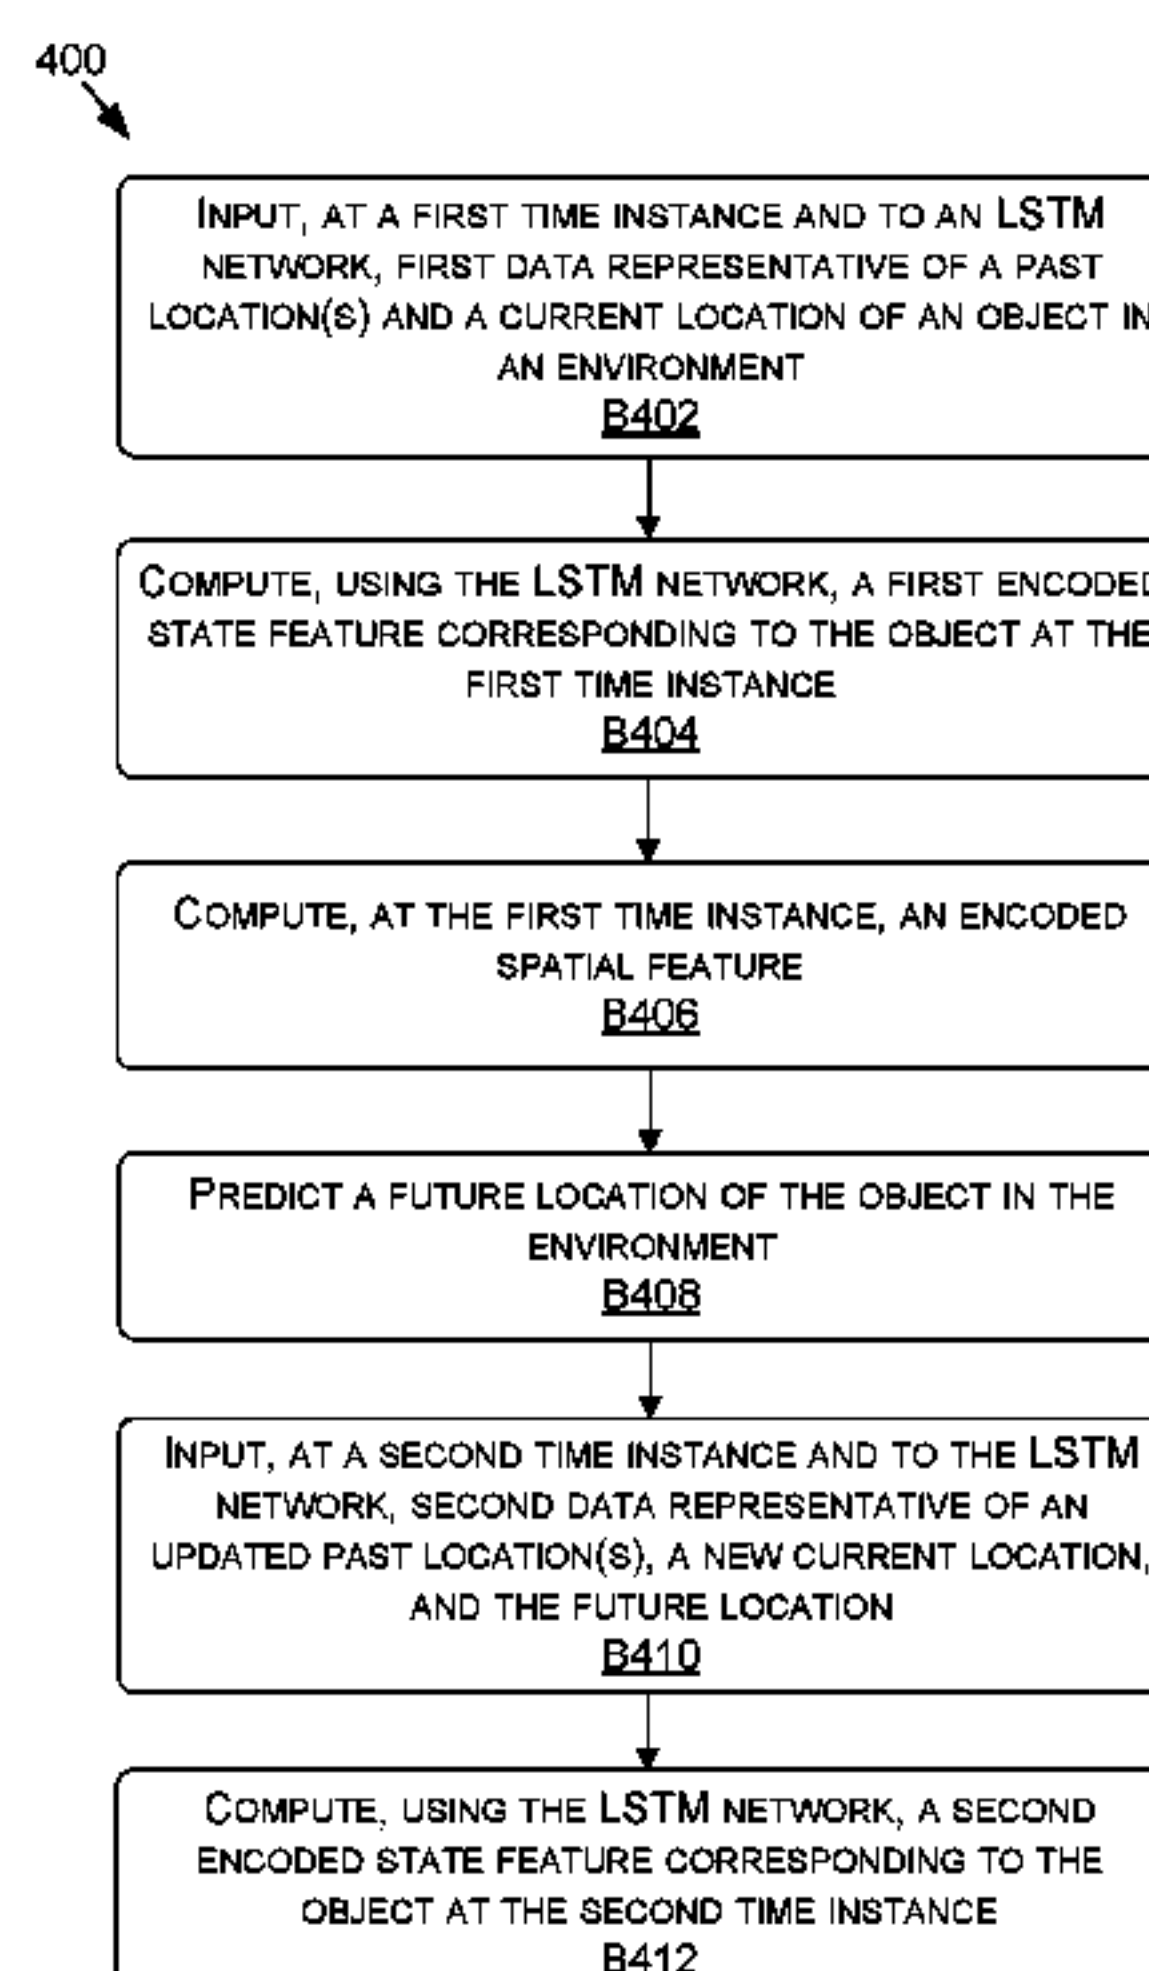 400
INPUT, AT A FIRST TIME INSTANCE AND TO AN LSTM
NETWORK, FIRST DATA REPRESENTATIVE OF A PAST
LOCATION(S) AND A CURRENT LOCATION OF AN OBJECT IN
AN ENVIRONMENT
B402
COMPUTE, USING THE LSTM NETWORK, A FIRST ENCODED
STATE FEATURE CORRESPONDING TO THE OBJECT AT THE
FIRST TIME INSTANCE
B404
COMPUTE, AT THE FIRST TIME INSTANCE, AN ENCODED
SPATIAL FEATURE
B406
PREDICT A FUTURE LOCATION OF THE OBJECT IN THE
ENVIRONMENT
B408
INPUT, AT A SECOND TIME INSTANCE AND TO THE LSTM
NETWORK, SECOND DATA REPRESENTATIVE OF AN
UPDATED PAST LOCATION(S), A NEW CURRENT LOCATION,
AND THE FUTURE LOCATION
B410
COMPUTE, USING THE LSTM NETWORK, A SECOND
ENCODED STATE FEATURE CORRESPONDING TO THE
OBJECT AT THE SECOND TIME INSTANCE
B412